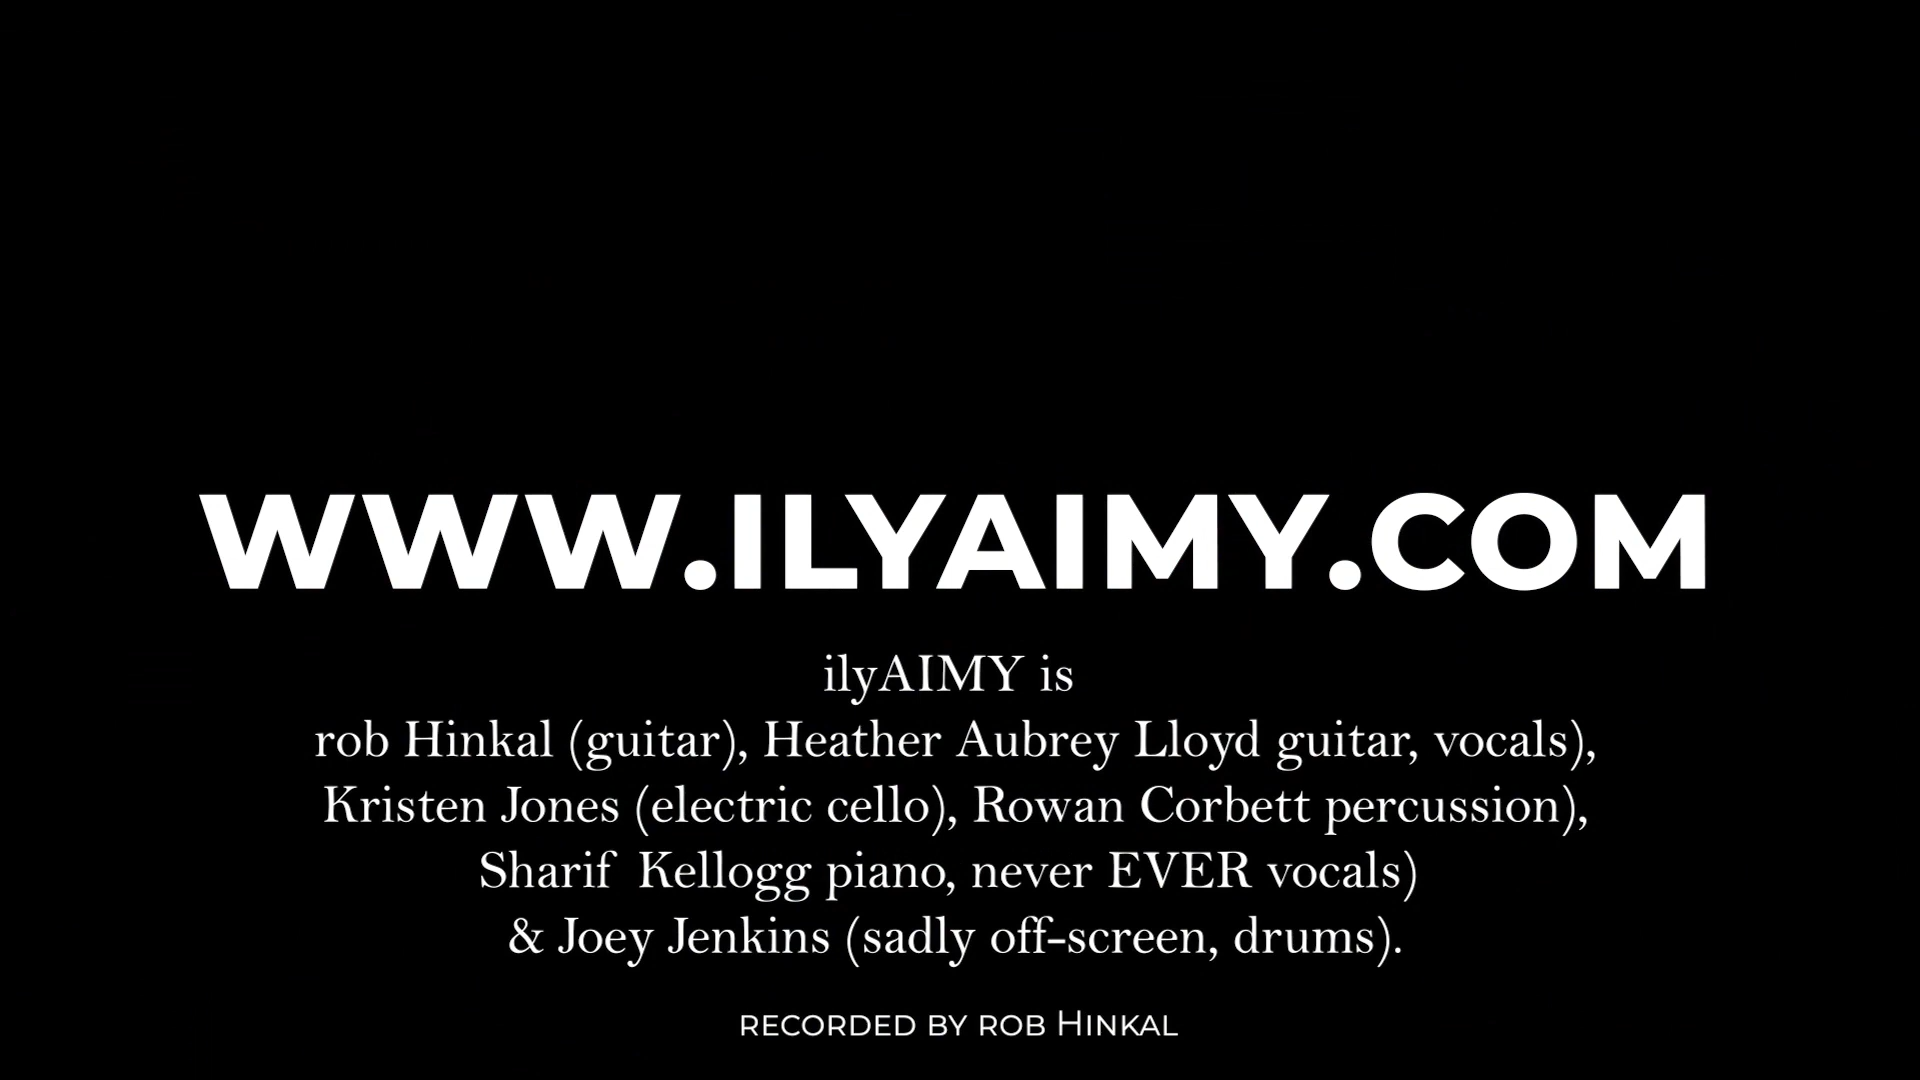 WWW.ILYAIMY.COM
ilyAIMY is
rob Hinkal (guitar), Heather Aubrey Lloyd guitar, vocals),
Kristen Jones (electric cello), Rowan Corbett percussion),
Sharif  Kellogg piano, never EVER vocals)
& Joey Jenkins (sadly off-screen, drums).
RECORDED BY ROB HINKAL